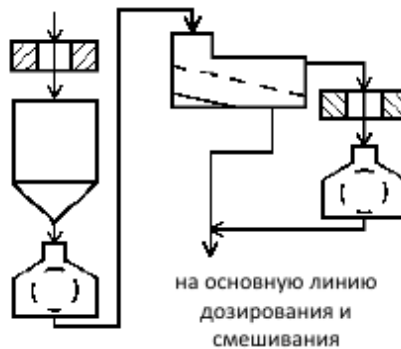 на основную линию
дозирования и
смешивания